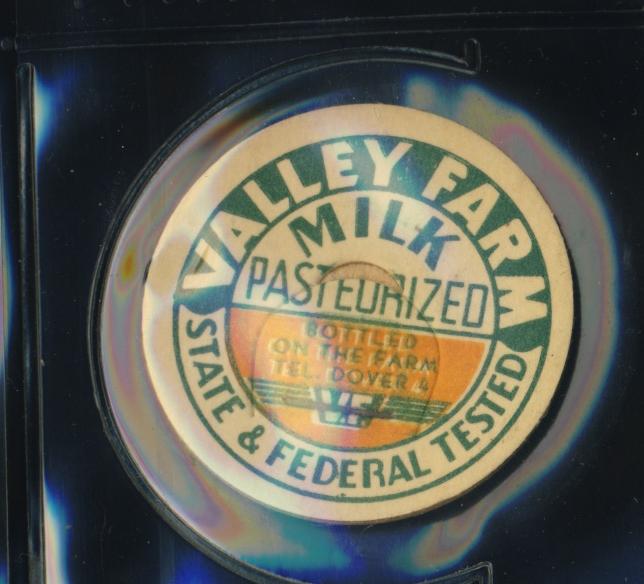 VALLEY FARM
MILK
PASTEURIZED
BOTTLED
ON THE FARM
TEL. DOVER 4
STATE & FEDERAL TESTED